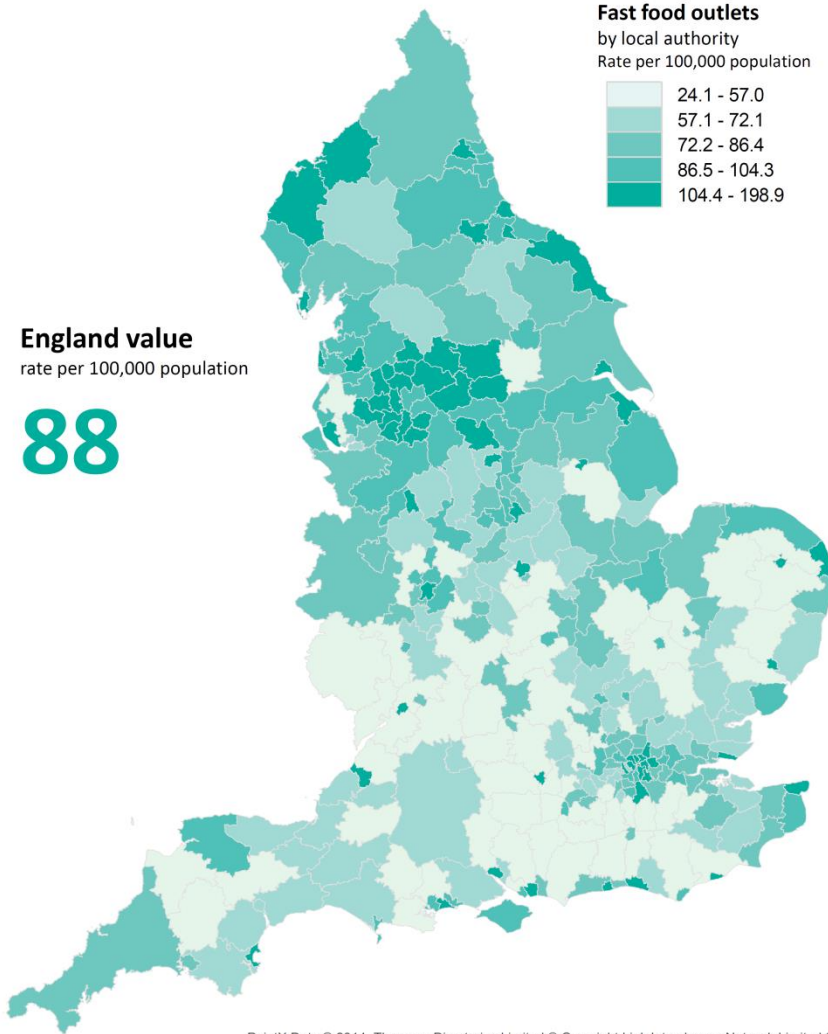 Fast food outlets
by local authority
Rate per 100,000 population
24.1 - 57.0
57.1 - 72.1
72.2 - 86.4
86.5 - 104.3
104.4 - 198.9
England value
rate per 100,000 population
88